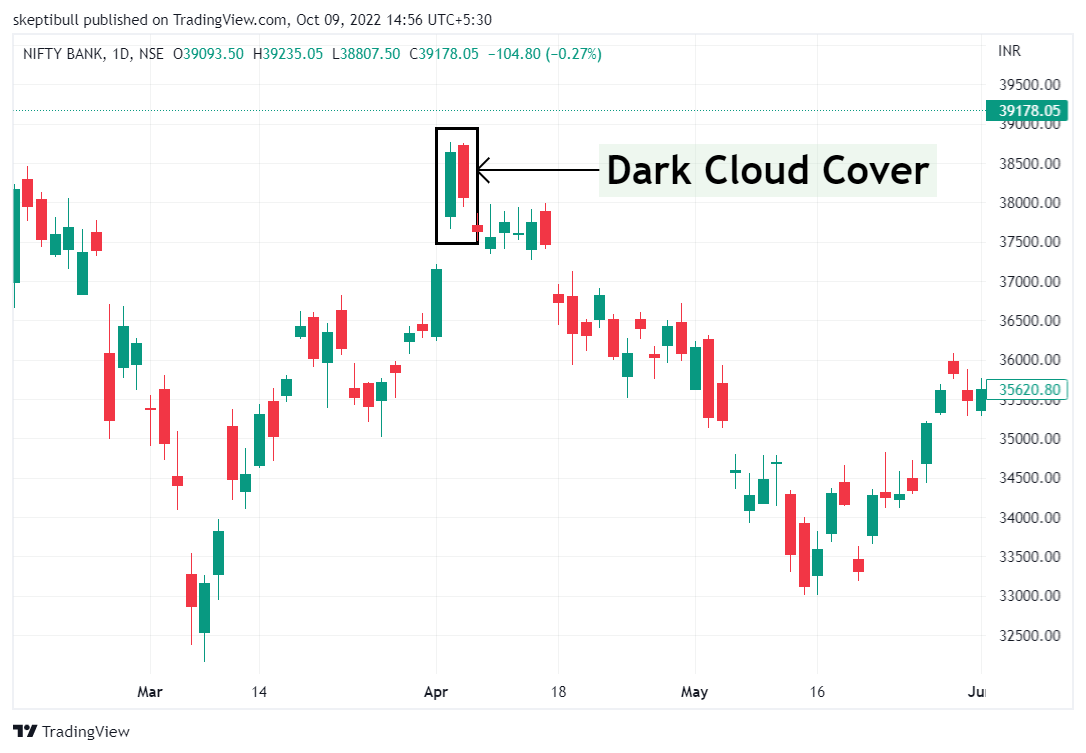 skeptibull published on TradingView.com, Oct 09, 2022 14:56 UTC+5:30
NIFTY BANK, 1D, NSE O39093.50 H39235.05 L38807.50 C39178.05 −104.80 (−0.27%)
INR
39500.00
39178.05
39000.00
38500.00
Dark Cloud Cover
38000.00
37500.00
37000.00
36500.00
36000.00
35620.80
35500.00
35000.00
34500.00
34000.00
33500.00
33000.00
32500.00
Mar 14 Apr 18 May 16 Ju
TradingView